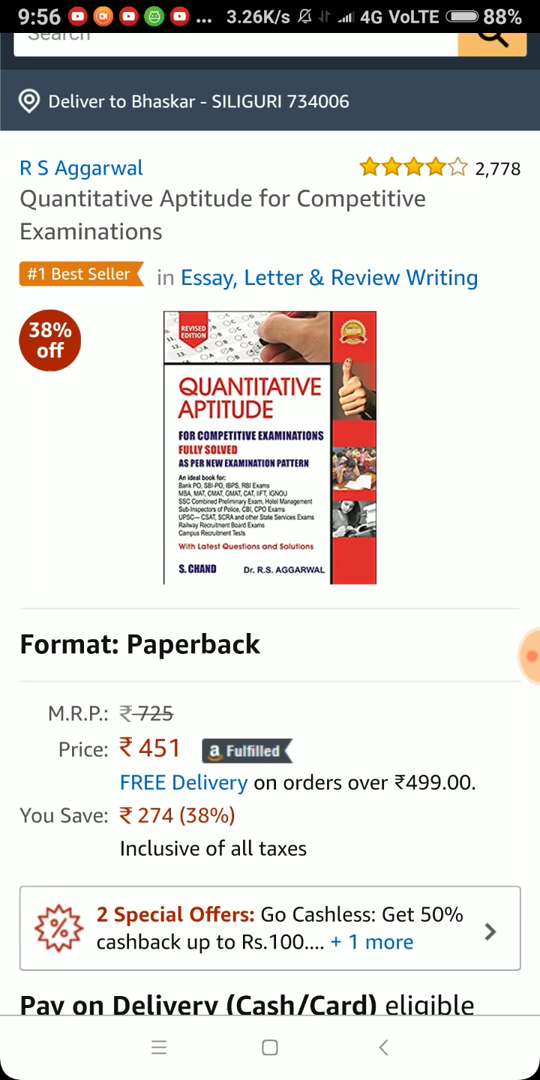 9:56 ... 3.26K/s 4G VoLTE 88%
Search
Deliver to Bhaskar - SILIGURI 734006
R S Aggarwal 2,778
Quantitative Aptitude for Competitive
Examinations
#1 Best Seller in Essay, Letter & Review Writing
38%
off
REVISED
EDITION
QUANTITATIVE
APTITUDE
FOR COMPETITIVE EXAMINATIONS
FULLY SOLVED
AS PER NEW EXAMINATION PATTERN
An ideal book for:
Bank PO, SBI-PO, IBPS, RBI Exams
MBA, MAT, CMAT, GMAT, CAT, IIFT, IGNOU
SSC Combined Preliminary Exam, Hotel Management
Sub-Inspectors of Police, CBI, CPO Exams
UPSC—CSAT, SCRA and other State Services Exams
Railway Recruitment Board Exams
Campus Recruitment Tests
With Latest Questions and Solutions
S. CHAND Dr. R.S. AGGARWAL
Format: Paperback
M.R.P.: ₹ 725
Price: ₹ 451 a Fulfilled
FREE Delivery on orders over ₹499.00.
You Save: ₹ 274 (38%)
Inclusive of all taxes
2 Special Offers: Go Cashless: Get 50%
cashback up to Rs.100.... + 1 more
Pay on Delivery (Cash/Card) eligible